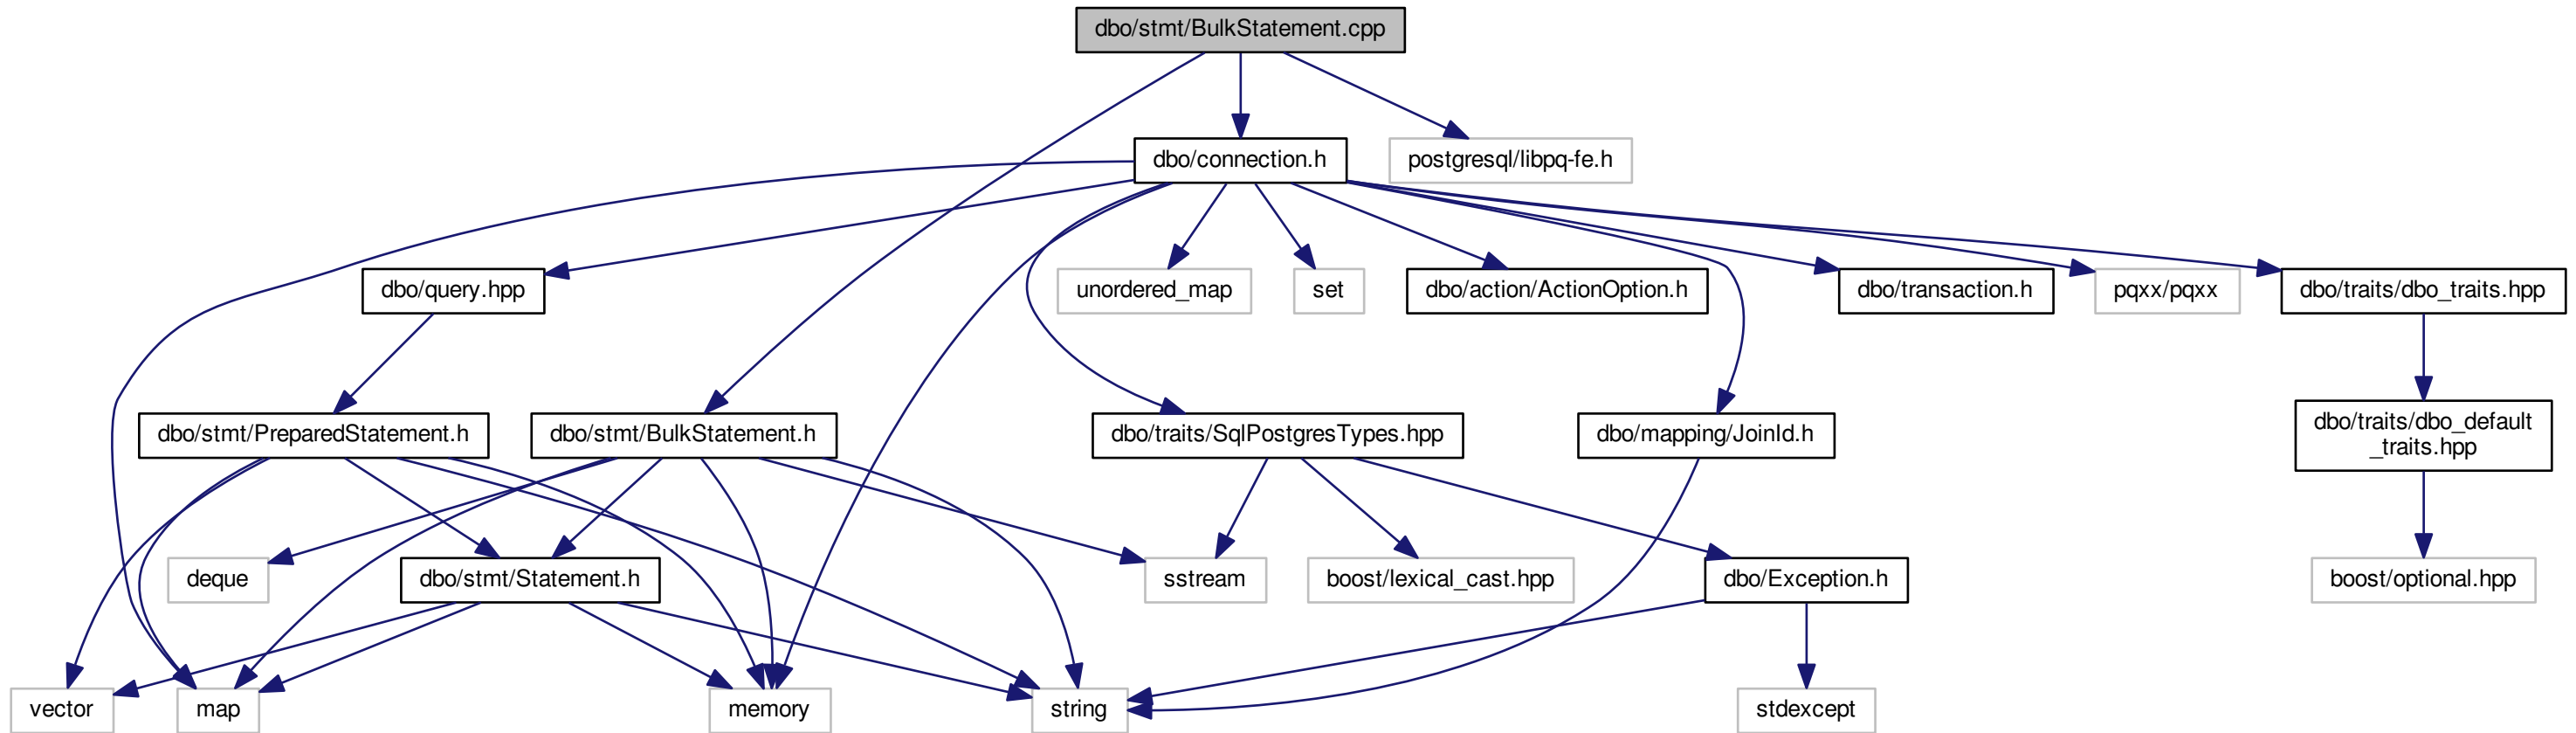 dbo/stmt/BulkStatement.cpp
dbo/connection.h
postgresql/libpq-fe.h
dbo/query.hpp
unordered_map
set
dbo/action/ActionOption.h
dbo/transaction.h
pqxx/pqxx
dbo/traits/dbo_traits.hpp
dbo/stmt/PreparedStatement.h
dbo/stmt/BulkStatement.h
dbo/traits/SqlPostgresTypes.hpp
dbo/mapping/JoinId.h
dbo/traits/dbo_default
_traits.hpp
deque
dbo/stmt/Statement.h
sstream
boost/lexical_cast.hpp
dbo/Exception.h
boost/optional.hpp
vector
map
memory
string
stdexcept